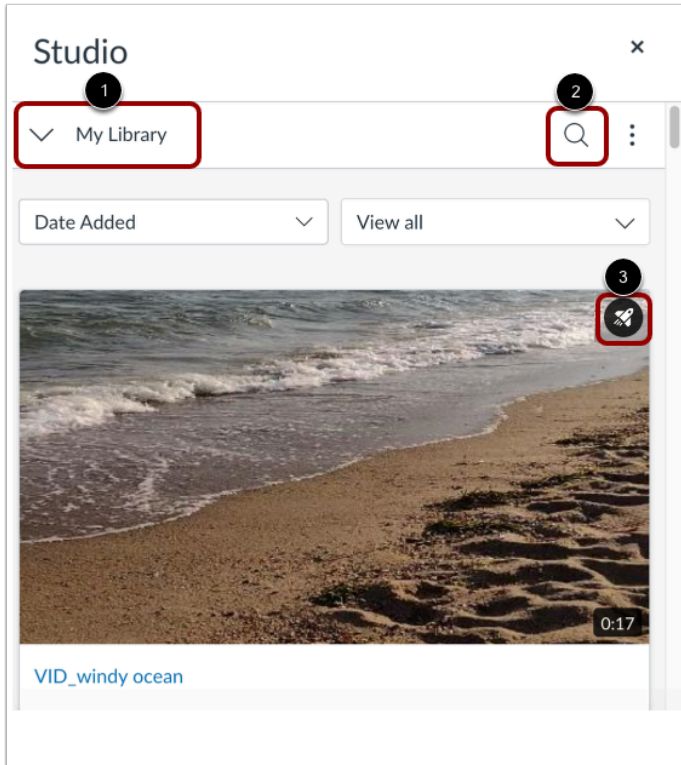 Studio
×
1
2
My Library
Date Added
View all
3
0:17
VID_windy ocean